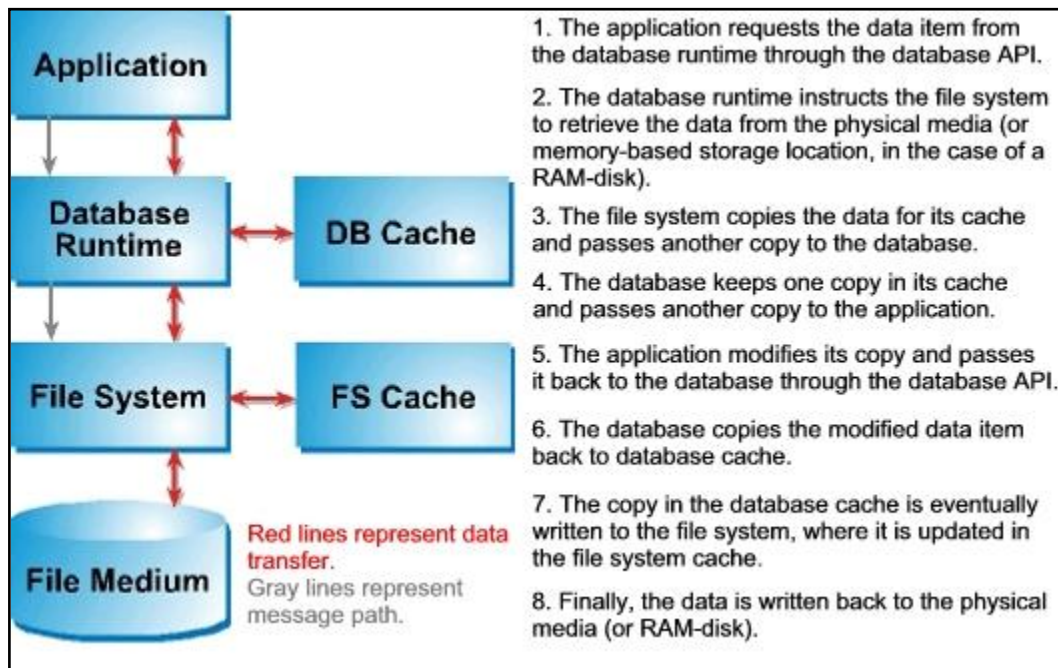 Application
Database
Runtime
DB Cache
File System
FS Cache
File Medium
Red lines represent data
transfer.
Gray lines represent
message path.
1. The application requests the data item from
the database runtime through the database API.
2. The database runtime instructs the file system
to retrieve the data from the physical media (or
memory-based storage location, in the case of a
RAM-disk).
3. The file system copies the data for its cache
and passes another copy to the database.
4. The database keeps one copy in its cache
and passes another copy to the application.
5. The application modifies its copy and passes
it back to the database through the database API.
6. The database copies the modified data item
back to database cache.
7. The copy in the database cache is eventually
written to the file system, where it is updated in
the file system cache.
8. Finally, the data is written back to the physical
media (or RAM-disk).